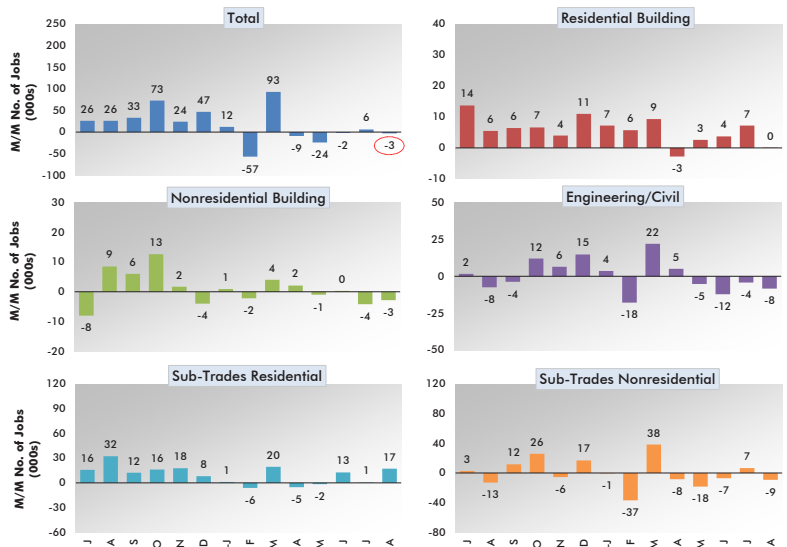 Total
M/M No. of Jobs
(000s)
250
200
150
100
50
0
-50
-100
26 26 33 73 24 47 12 -57 93 -9 -24 -2 6 -3
Residential Building
40
30
20
10
0
-10
14 6 6 7 4 11 7 6 9 -3 3 4 7 0
Nonresidential Building
M/M No. of Jobs
(000s)
30
20
10
0
-10
-20
-8 9 6 13 2 -4 1 -2 4 2 -1 0 -4 -3
Engineering/Civil
50
25
0
-25
-50
2 -8 -4 12 6 15 4 -18 22 5 -5 -12 -4 -8
Sub-Trades Residential
M/M No. of Jobs
(000s)
120
90
60
30
0
-30
-60
16 32 12 16 18 8 1 -6 20 -5 -2 13 1 17
J A S O N D -J F M A M J J A
Sub-Trades Nonresidential
120
80
40
0
-40
-80
3 -13 12 26 -6 17 -1 -37 38 -8 -18 -7 7 -9
J A S O N D -J F M A M J J A